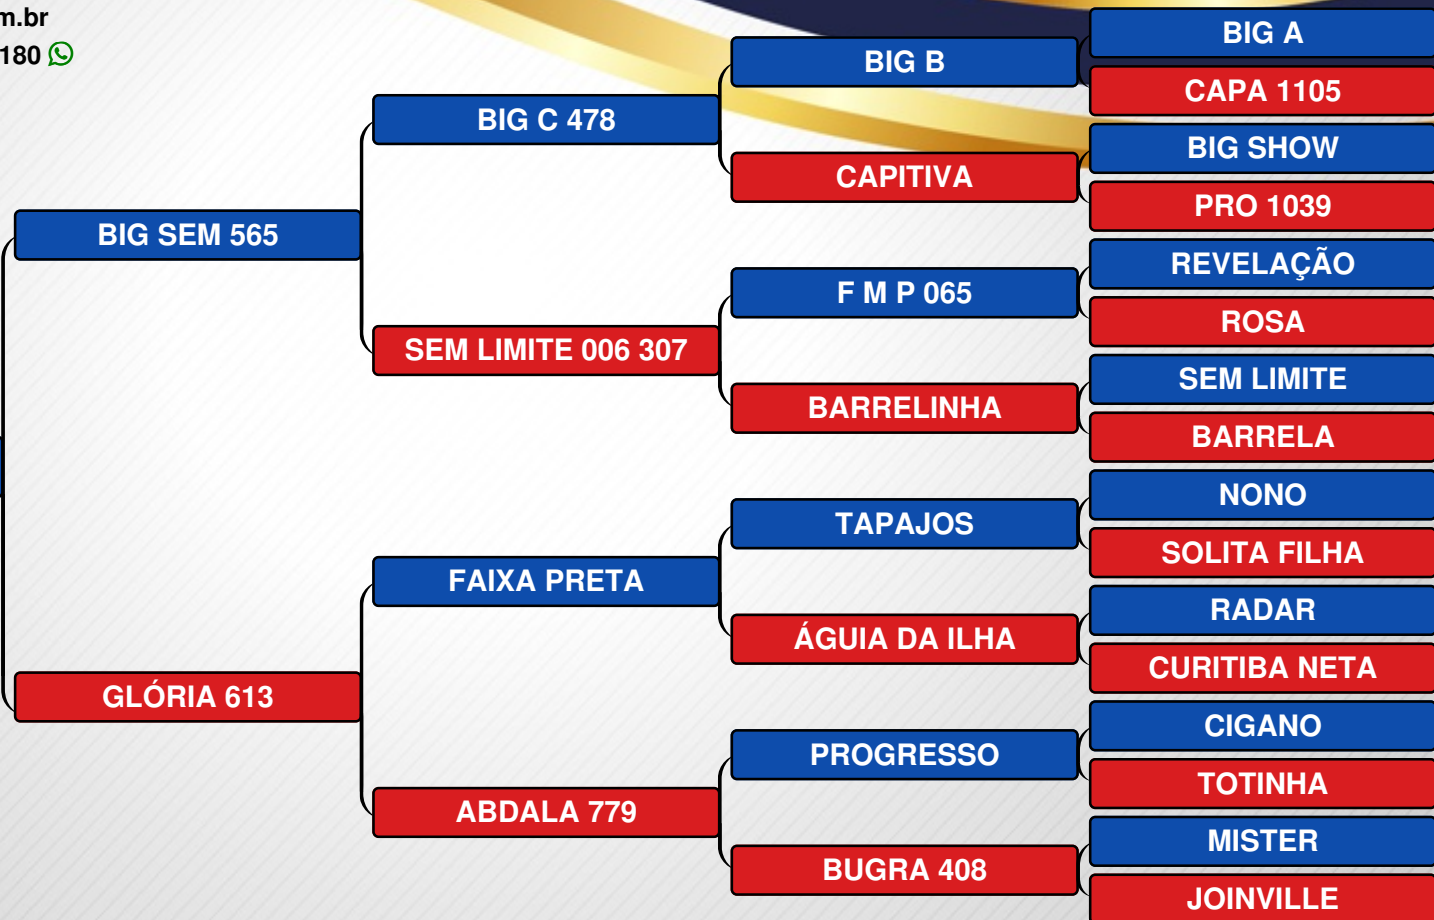 m.br
180
BIG SEM 565
GLÓRIA 613
BIG C 478
SEM LIMITE 006 307
FAIXA PRETA
ABDALA 779
BIG B
CAPITIVA
F M P 065
BARRELINHA
TAPAJOS
ÁGUIA DA ILHA
PROGRESSO
BUGRA 408
BIG A
CAPA 1105
BIG SHOW
PRO 1039
REVELAÇÃO
ROSA
SEM LIMITE
BARRELA
NONO
SOLITA FILHA
RADAR
CURITIBA NETA
CIGANO
TOTINHA
MISTER
JOINVILLE